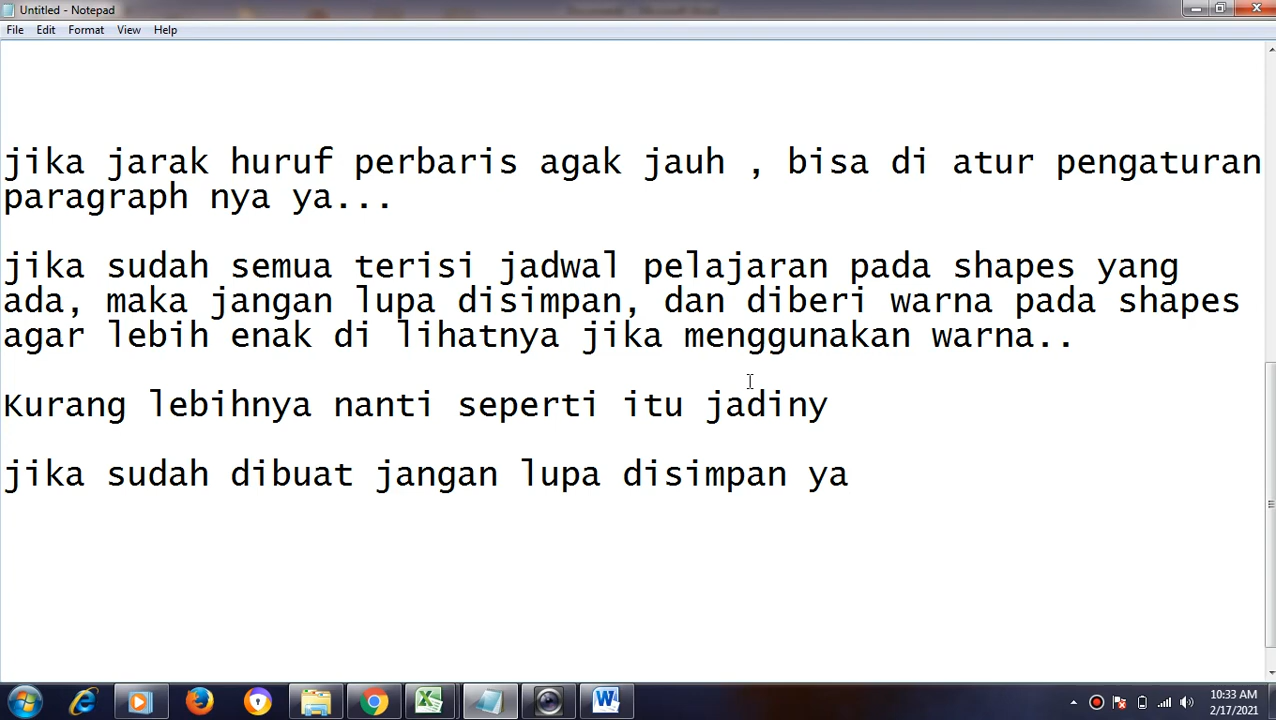 Untitled - Notepad
File Edit Format View Help
jika jarak huruf perbaris agak jauh , bisa di atur pengaturan
paragraph nya ya...
jika sudah semua terisi jadwal pelajaran pada shapes yang
ada, maka jangan lupa disimpan, dan diberi warna pada shapes
agar lebih enak di lihatnya jika menggunakan warna..
Kurang lebihnya nanti seperti itu jadiny
jika sudah dibuat jangan lupa disimpan ya
10:33 AM
2/17/2021